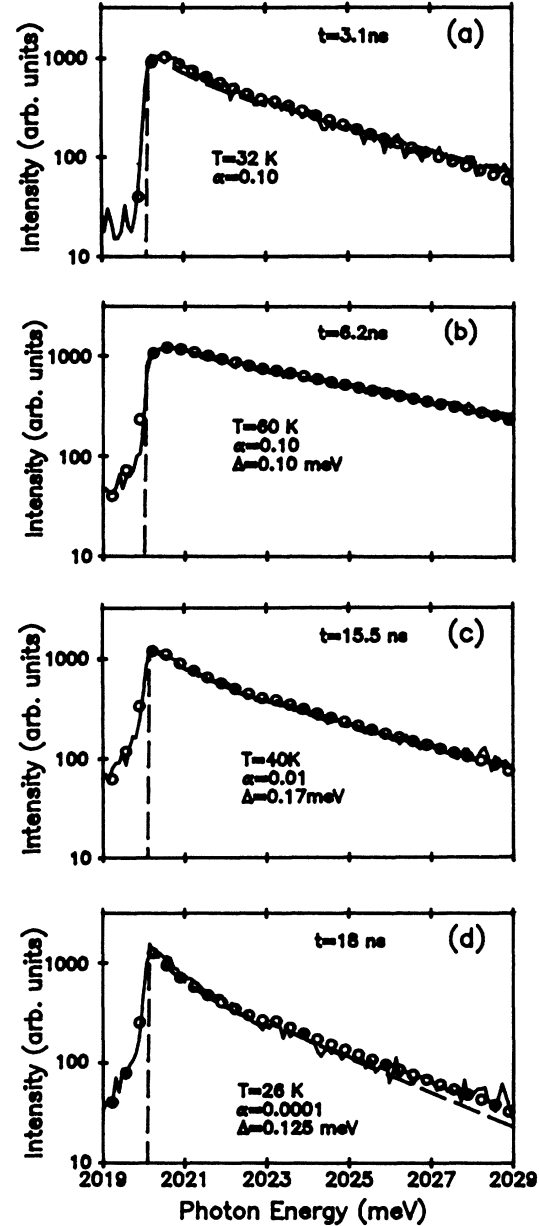 t=3.1ns (a)
1000
100
10
T=32 K
α=0.10
Intensity (arb. units)
t=6.2ns (b)
1000
100
10
T=60 K
α=0.10
Δ=0.10 meV
Intensity (arb. units)
t=15.5 ns (c)
1000
100
10
T=40K
α=0.01
Δ=0.17meV
Intensity (arb. units)
t=18 ns (d)
1000
100
10
T=26 K
α=0.0001
Δ=0.125 meV
Intensity (arb. units)
2019 2021 2023 2025 2027 2029
Photon Energy (meV)